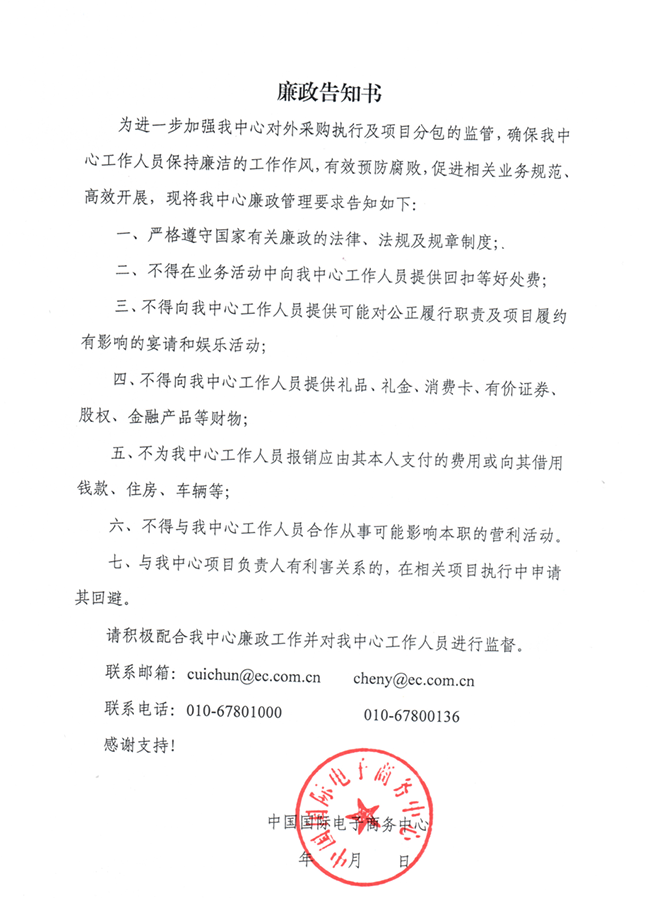 廉政告知书
为进一步加强我中心对外采购执行及项目分包的监管，确保我中
心工作人员保持廉洁的工作作风，有效预防腐败，促进相关业务规范、
高效开展，现将我中心廉政管理要求告知如下：
一、严格遵守国家有关廉政的法律、法规及规章制度；
二、不得在业务活动中向我中心工作人员提供回扣等好处费；
三、不得向我中心工作人员提供可能对公正履行职责及项目履约
有影响的宴请和娱乐活动；
四、不得向我中心工作人员提供礼品、礼金、消费卡、有价证券、
股权、金融产品等财物；
五、不为我中心工作人员报销应由其本人支付的费用或向其借用
钱款、住房、车辆等；
六、不得与我中心工作人员合作从事可能影响本职的营利活动。
七、与我中心项目负责人有利害关系的，在相关项目执行中申请
其回避。
请积极配合我中心廉政工作并对我中心工作人员进行监督。
联系邮箱：cuichun@ec.com.cn cheny@ec.com.cn
联系电话：010-67801000 010-67800136
感谢支持！
中国国际电子商务中心
中国国际电子商务中心
年 月 日